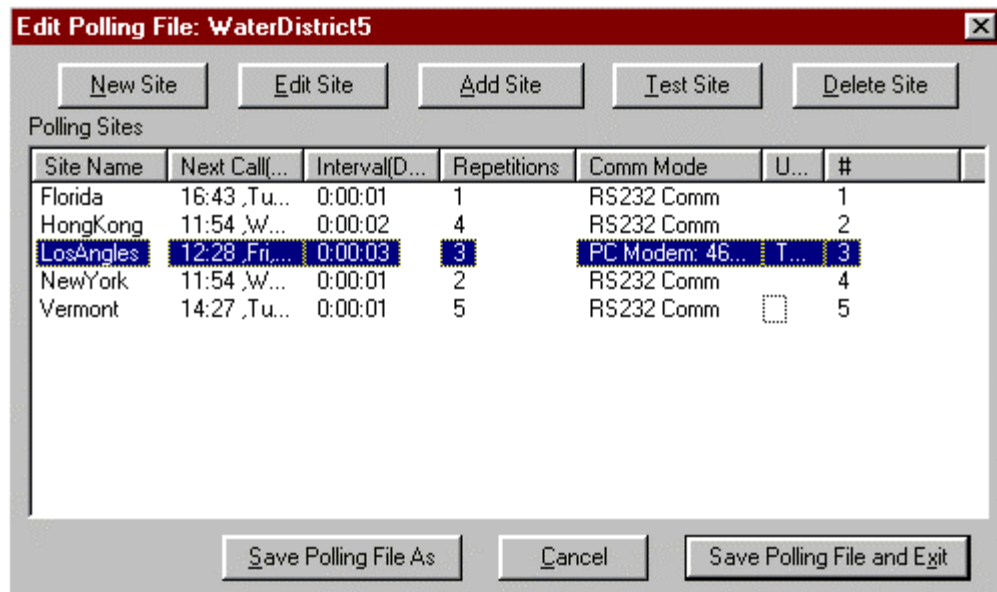 Edit Polling File: WaterDistrict5
New Site Edit Site Add Site Test Site Delete Site
Polling Sites
Site Name Next Call(... Interval(D... Repetitions Comm Mode U... #
Florida 16:43 ,Tu... 0:00:01 1 RS232 Comm 1
HongKong 11:54 ,W... 0:00:02 4 RS232 Comm 2
LosAngles 12:28 ,Fri,... 0:00:03 3 PC Modem: 46... T... 3
NewYork 11:54 ,W... 0:00:01 2 RS232 Comm 4
Vermont 14:27 ,Tu... 0:00:01 5 RS232 Comm 5
Save Polling File As Cancel Save Polling File and Exit